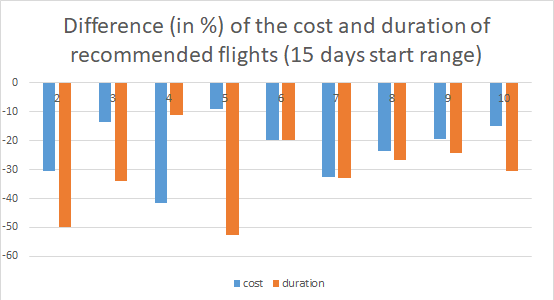 Difference (in %) of the cost and duration of
recommended flights (15 days start range)
0
2 3 4 5 6 7 8 9 10
-10
-20
-30
-40
-50
-60
cost duration